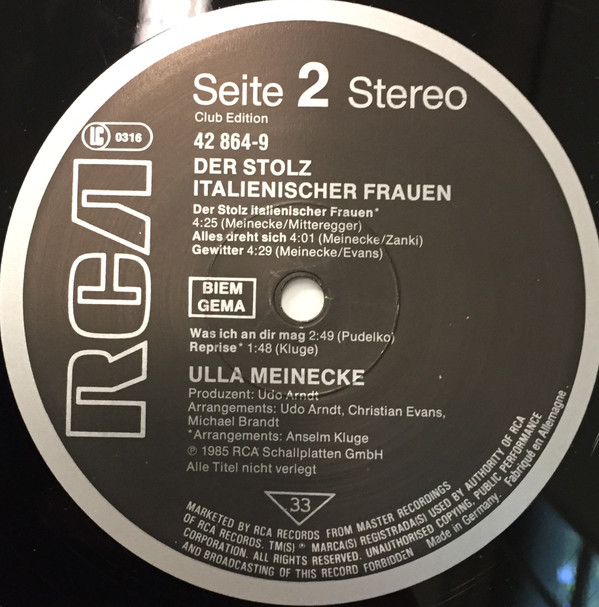 Seite 2 Stereo
Club Edition
LC 0316
42 864-9
DER STOLZ
ITALIENISCHER FRAUEN
Der Stolz italienischer Frauen*
4:25 (Meinecke/Mitteregger)
Alles dreht sich 4:01 (Meinecke/Zanki)
Gewitter 4:29 (Meinecke/Evans)
RCA
BIEM
GEMA
Was ich an dir mag 2:49 (Pudelko)
Reprise* 1:48 (Kluge)
ULLA MEINECKE
Produzent: Udo Arndt
Arrangements: Udo Arndt, Christian Evans,
Michael Brandt
*Arrangements: Anselm Kluge
℗ 1985 RCA Schallplatten GmbH
Alle Titel nicht verlegt
33
MARKETED BY RCA RECORDS FROM MASTER RECORDINGS
OF RCA RECORDS. TM(S) ® MARCA(S) REGISTRADA(S) USED BY AUTHORITY OF RCA
CORPORATION. ALL RIGHTS RESERVED. UNAUTHORISED COPYING, PUBLIC PERFORMANCE
AND BROADCASTING OF THIS RECORD FORBIDDEN Made in Germany. Fabriqué en Allemagne.